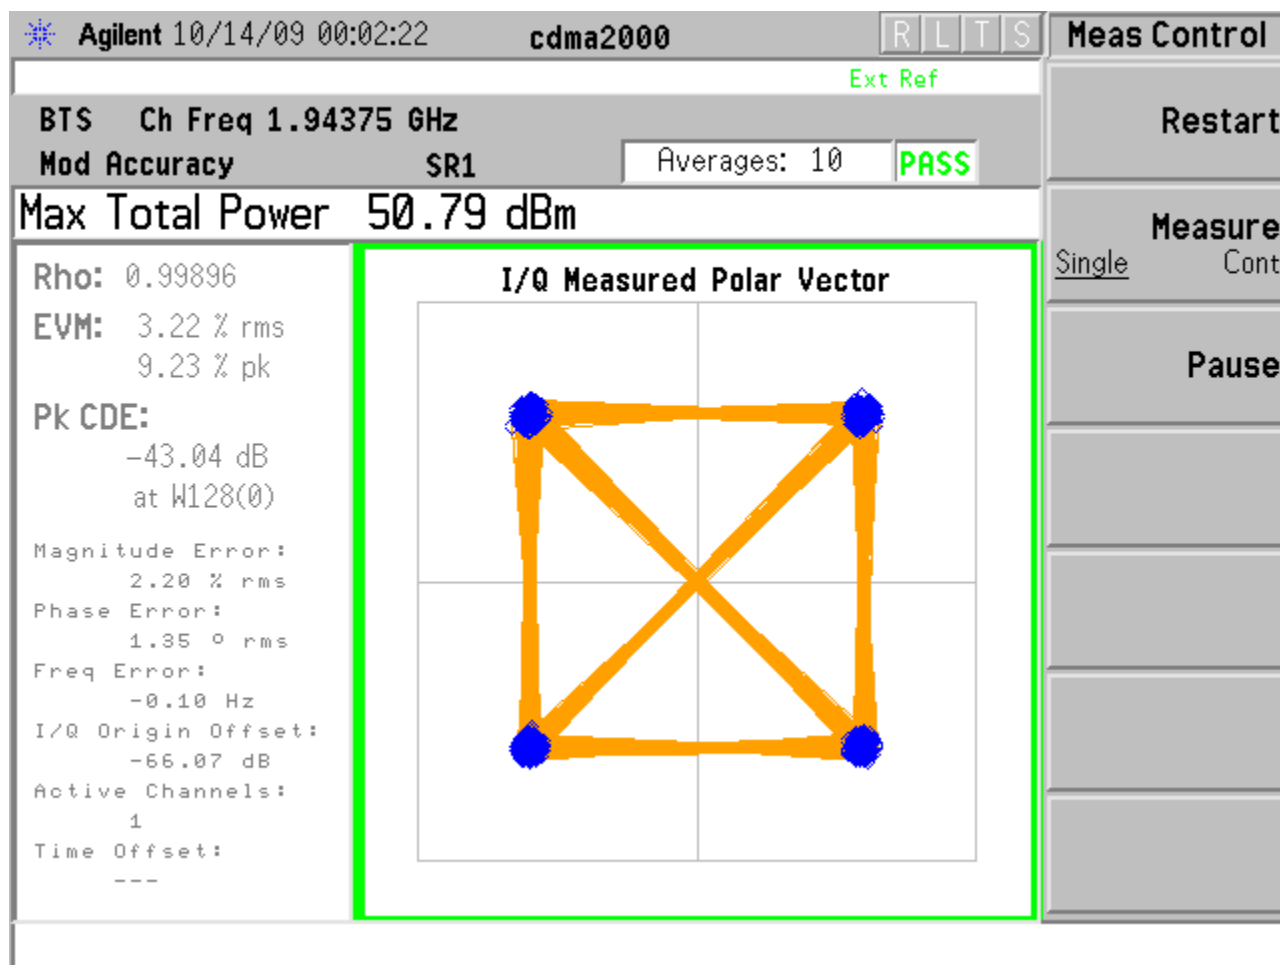 Agilent 10/14/09 00:02:22 cdma2000 R L T S Meas Control
Ext Ref
BTS Ch Freq 1.94375 GHz
Restart
Mod Accuracy SR1 Averages: 10 PASS
Max Total Power 50.79 dBm
Measure
Single Cont
Rho: 0.99896
I/Q Measured Polar Vector
EVM: 3.22 % rms
9.23 % pk
Pause
Pk CDE:
-43.04 dB
at W128(0)
Magnitude Error:
2.20 % rms
Phase Error:
1.35 º rms
Freq Error:
-0.10 Hz
I/Q Origin Offset:
-66.07 dB
Active Channels:
1
Time Offset:
---